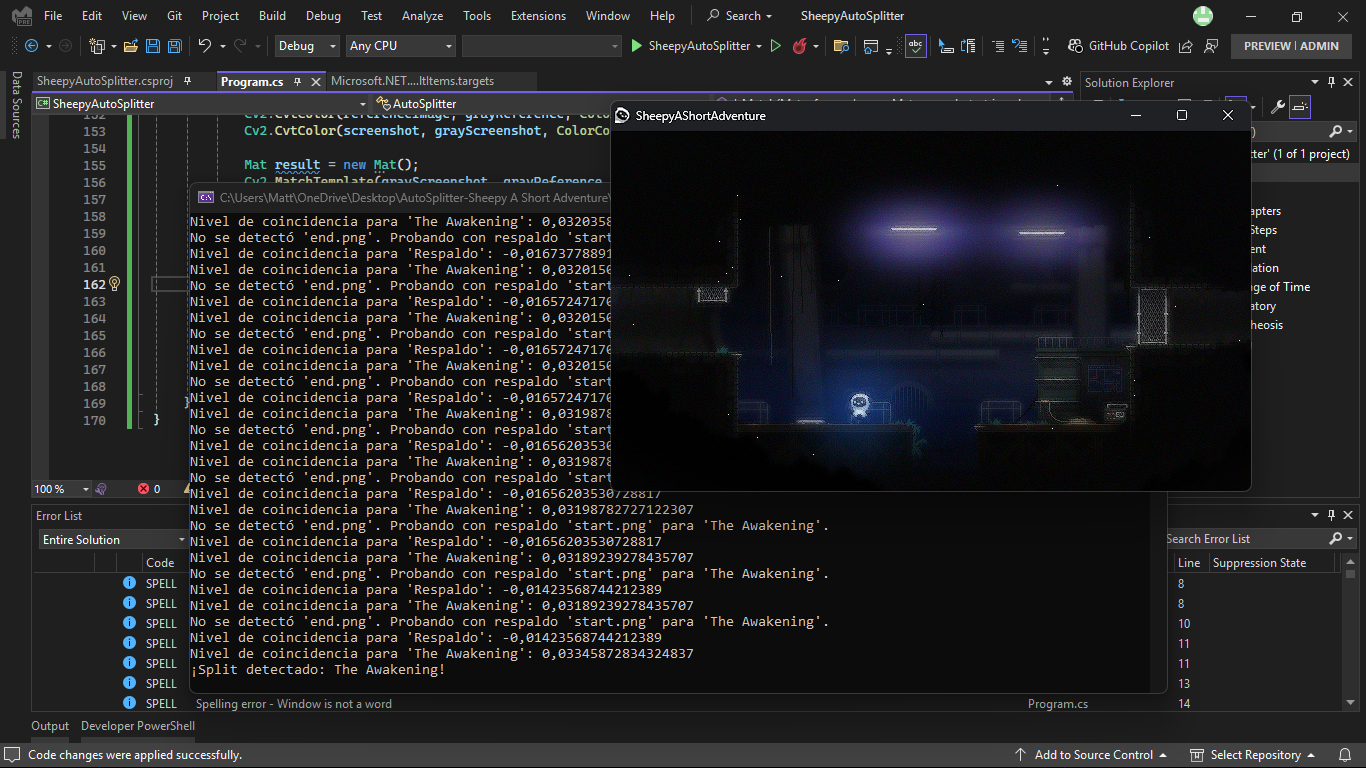 File Edit View Git Project Build Debug Test Analyze Tools Extensions Window Help Search SheepyAutoSplitter
Debug Any CPU SheepyAutoSplitter GitHub Copilot PREVIEW | ADMIN
Data Sources
SheepyAutoSplitter.csproj Program.cs Microsoft.NET....ItItems.targets
Solution Explorer
SheepyAutoSplitter AutoSplitter
SheepyAShortAdventure
153 Cv2.CvtColor(screenshot, grayScreenshot, ColorCo
tter' (1 of 1 project)
154
155 Mat result = new Mat();
156 Cv2.MatchTemplate(grayScreenshot, grayReference,
157
158
159
160
161
162
163
164
165
166
167
168
169 }
170 }
apters
Steps
ent
ation
ge of Time
atory
heosis
C:\Users\Matt\OneDrive\Desktop\AutoSplitter-Sheepy A Short Adventure\
Nivel de coincidencia para 'The Awakening': 0,0320358
No se detectó 'end.png'. Probando con respaldo 'start
Nivel de coincidencia para 'Respaldo': -0,01673778891
Nivel de coincidencia para 'The Awakening': 0,0320150
No se detectó 'end.png'. Probando con respaldo 'start
Nivel de coincidencia para 'Respaldo': -0,01657247170
Nivel de coincidencia para 'The Awakening': 0,0320150
No se detectó 'end.png'. Probando con respaldo 'start
Nivel de coincidencia para 'Respaldo': -0,01657247170
Nivel de coincidencia para 'The Awakening': 0,0320150
No se detectó 'end.png'. Probando con respaldo 'start
Nivel de coincidencia para 'Respaldo': -0,01657247170
Nivel de coincidencia para 'The Awakening': 0,0319878
No se detectó 'end.png'. Probando con respaldo 'start
Nivel de coincidencia para 'Respaldo': -0,01656203530
Nivel de coincidencia para 'The Awakening': 0,0319878
No se detectó 'end.png'. Probando con respaldo 'start
Nivel de coincidencia para 'Respaldo': -0,01656203530728817
Nivel de coincidencia para 'The Awakening': 0,03198782727122307
No se detectó 'end.png'. Probando con respaldo 'start.png' para 'The Awakening'.
Nivel de coincidencia para 'Respaldo': -0,01656203530728817
Nivel de coincidencia para 'The Awakening': 0,03189239278435707
No se detectó 'end.png'. Probando con respaldo 'start.png' para 'The Awakening'.
Nivel de coincidencia para 'Respaldo': -0,01423568744212389
Nivel de coincidencia para 'The Awakening': 0,03189239278435707
No se detectó 'end.png'. Probando con respaldo 'start.png' para 'The Awakening'.
Nivel de coincidencia para 'Respaldo': -0,01423568744212389
Nivel de coincidencia para 'The Awakening': 0,03345872834324837
¡Split detectado: The Awakening!
100 % 0
Error List
Entire Solution
Search Error List
Code
Line Suppression State
SPELL 8
SPELL 8
SPELL 10
SPELL 11
SPELL 11
SPELL 13
SPELL Spelling error - Window is not a word Program.cs 14
Output Developer PowerShell
Code changes were applied successfully. Add to Source Control Select Repository